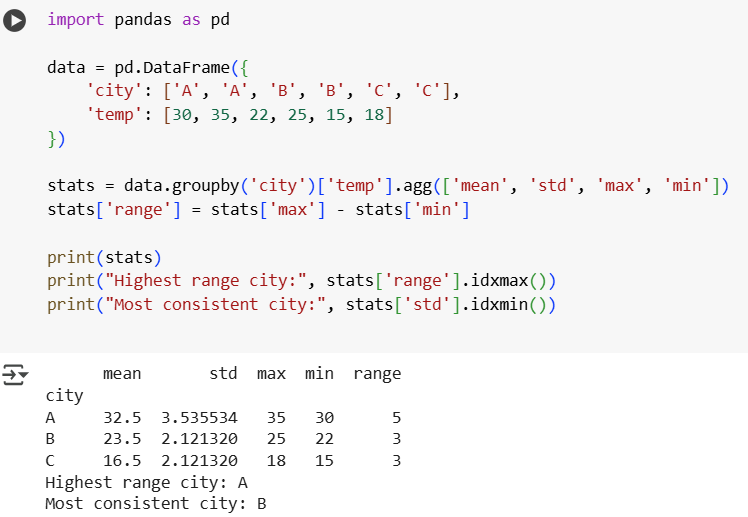 import pandas as pd
data = pd.DataFrame({
    'city': ['A', 'A', 'B', 'B', 'C', 'C'],
    'temp': [30, 35, 22, 25, 15, 18]
})
stats = data.groupby('city')['temp'].agg(['mean', 'std', 'max', 'min'])
stats['range'] = stats['max'] - stats['min']
print(stats)
print("Highest range city:", stats['range'].idxmax())
print("Most consistent city:", stats['std'].idxmin())
      mean       std  max  min  range
city
A     32.5  3.535534   35   30      5
B     23.5  2.121320   25   22      3
C     16.5  2.121320   18   15      3
Highest range city: A
Most consistent city: B